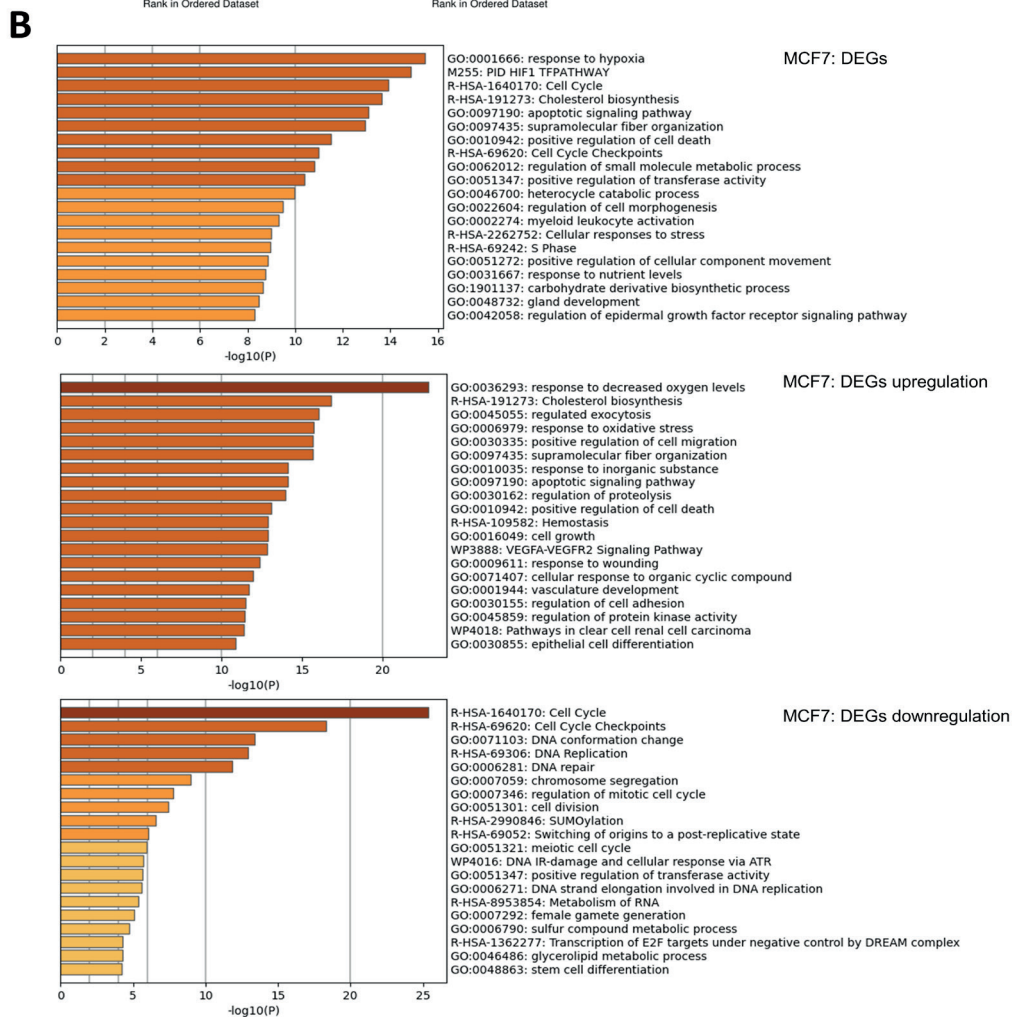 Rank in Ordered Dataset Rank in Ordered Dataset
B
MCF7: DEGs
GO:0001666: response to hypoxia
M255: PID HIF1 TFPATHWAY
R-HSA-1640170: Cell Cycle
R-HSA-191273: Cholesterol biosynthesis
GO:0097190: apoptotic signaling pathway
GO:0097435: supramolecular fiber organization
GO:0010942: positive regulation of cell death
R-HSA-69620: Cell Cycle Checkpoints
GO:0062012: regulation of small molecule metabolic process
GO:0051347: positive regulation of transferase activity
GO:0046700: heterocycle catabolic process
GO:0022604: regulation of cell morphogenesis
GO:0002274: myeloid leukocyte activation
R-HSA-2262752: Cellular responses to stress
R-HSA-69242: S Phase
GO:0051272: positive regulation of cellular component movement
GO:0031667: response to nutrient levels
GO:1901137: carbohydrate derivative biosynthetic process
GO:0048732: gland development
GO:0042058: regulation of epidermal growth factor receptor signaling pathway
0 2 4 6 8 10 12 14 16
-log10(P)
MCF7: DEGs upregulation
GO:0036293: response to decreased oxygen levels
R-HSA-191273: Cholesterol biosynthesis
GO:0045055: regulated exocytosis
GO:0006979: response to oxidative stress
GO:0030335: positive regulation of cell migration
GO:0097435: supramolecular fiber organization
GO:0010035: response to inorganic substance
GO:0097190: apoptotic signaling pathway
GO:0030162: regulation of proteolysis
GO:0010942: positive regulation of cell death
R-HSA-109582: Hemostasis
GO:0016049: cell growth
WP3888: VEGFA-VEGFR2 Signaling Pathway
GO:0009611: response to wounding
GO:0071407: cellular response to organic cyclic compound
GO:0001944: vasculature development
GO:0030155: regulation of cell adhesion
GO:0045859: regulation of protein kinase activity
WP4018: Pathways in clear cell renal cell carcinoma
GO:0030855: epithelial cell differentiation
0 5 10 15 20
-log10(P)
MCF7: DEGs downregulation
R-HSA-1640170: Cell Cycle
R-HSA-69620: Cell Cycle Checkpoints
GO:0071103: DNA conformation change
R-HSA-69306: DNA Replication
GO:0006281: DNA repair
GO:0007059: chromosome segregation
GO:0007346: regulation of mitotic cell cycle
GO:0051301: cell division
R-HSA-2990846: SUMOylation
R-HSA-69052: Switching of origins to a post-replicative state
GO:0051321: meiotic cell cycle
WP4016: DNA IR-damage and cellular response via ATR
GO:0051347: positive regulation of transferase activity
GO:0006271: DNA strand elongation involved in DNA replication
R-HSA-8953854: Metabolism of RNA
GO:0007292: female gamete generation
GO:0006790: sulfur compound metabolic process
R-HSA-1362277: Transcription of E2F targets under negative control by DREAM complex
GO:0046486: glycerolipid metabolic process
GO:0048863: stem cell differentiation
0 5 10 15 20 25
-log10(P)